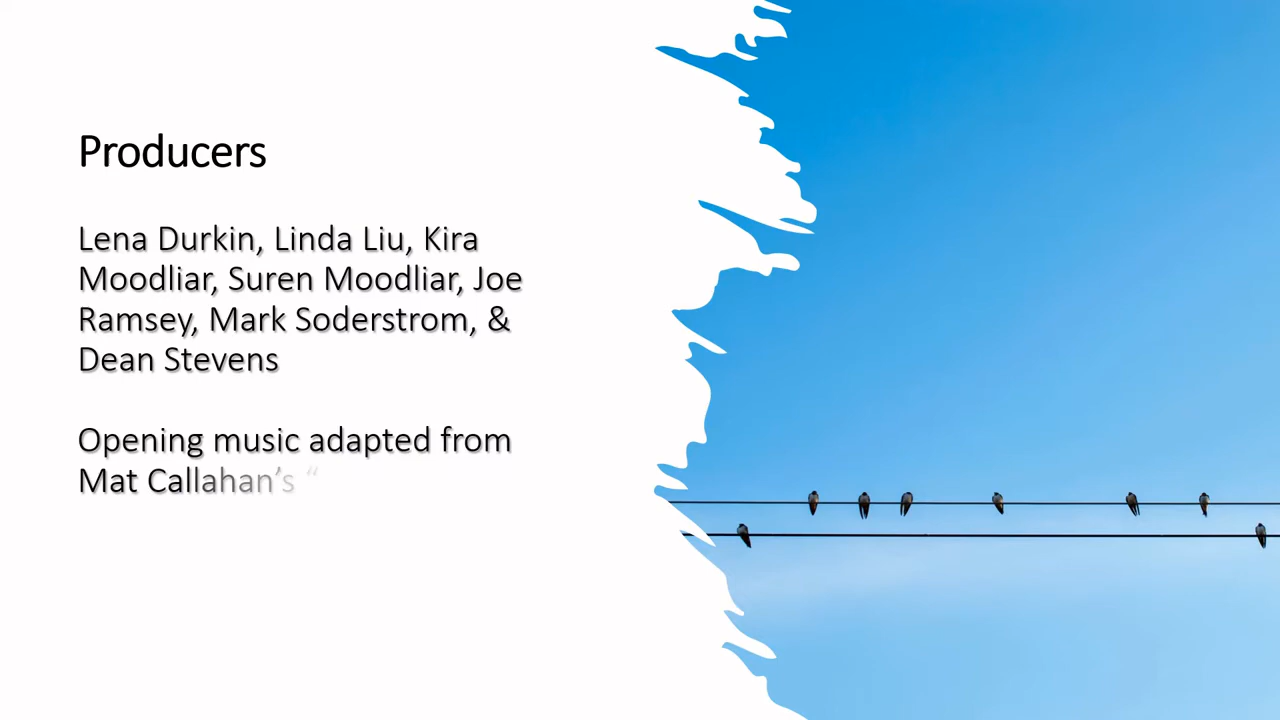 Producers
Lena Durkin, Linda Liu, Kira
Moodliar, Suren Moodliar, Joe
Ramsey, Mark Soderstrom, &
Dean Stevens
Opening music adapted from
Mat Callahan’s “